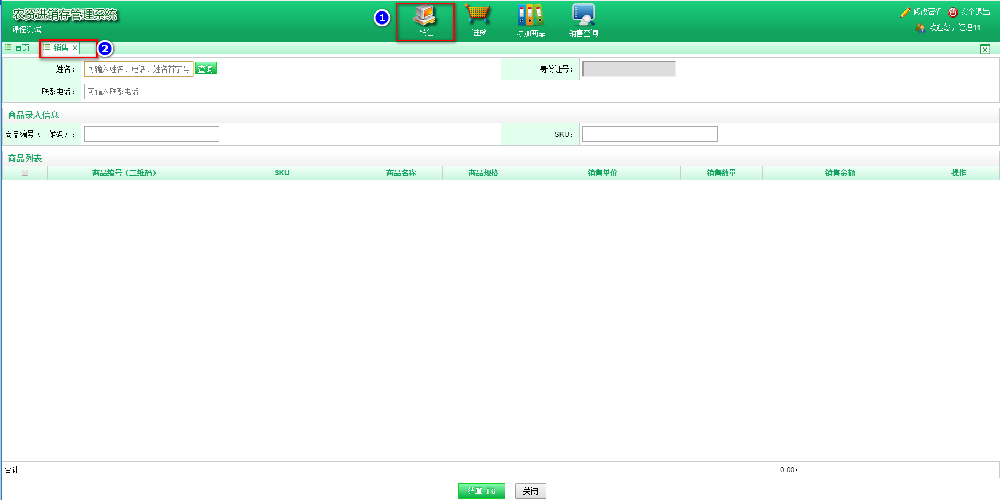 农资进销存管理系统
课程测试
1
销售
进货
添加商品
销售查询
修改密码
安全退出
欢迎您，经理11
首页
销售
2
姓名：
可输入姓名、电话、姓名首字母
查询
身份证号：
联系电话：
可输入联系电话
商品录入信息
商品编号（二维码）：
SKU：
商品列表
商品编号（二维码） SKU 商品名称 商品规格 销售单价 销售数量 销售金额 操作
合计 0.00元
结算 F6
关闭